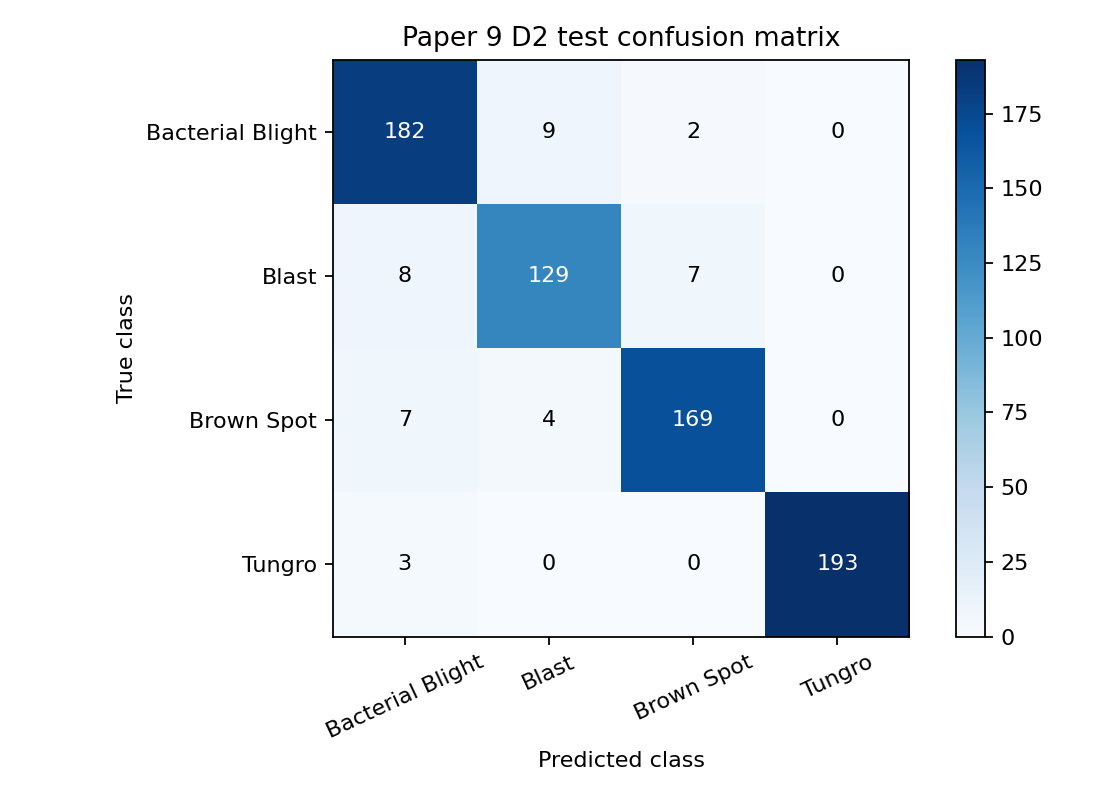 Paper 9 D2 test confusion matrix
True class
Bacterial Blight 182 9 2 0
Blast 8 129 7 0
Brown Spot 7 4 169 0
Tungro 3 0 0 193
Bacterial Blight Blast Brown Spot Tungro
Predicted class
175
150
125
100
75
50
25
0